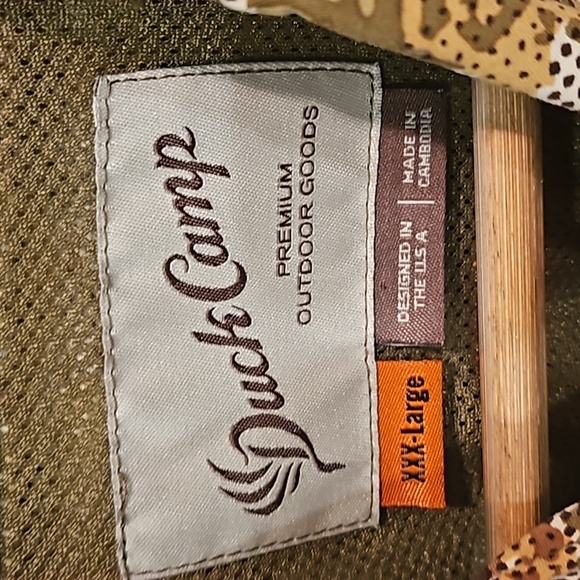 Duck Camp
PREMIUM
OUTDOOR GOODS
XXX-Large
DESIGNED IN
THE U.S.A
MADE IN
CAMBODIA